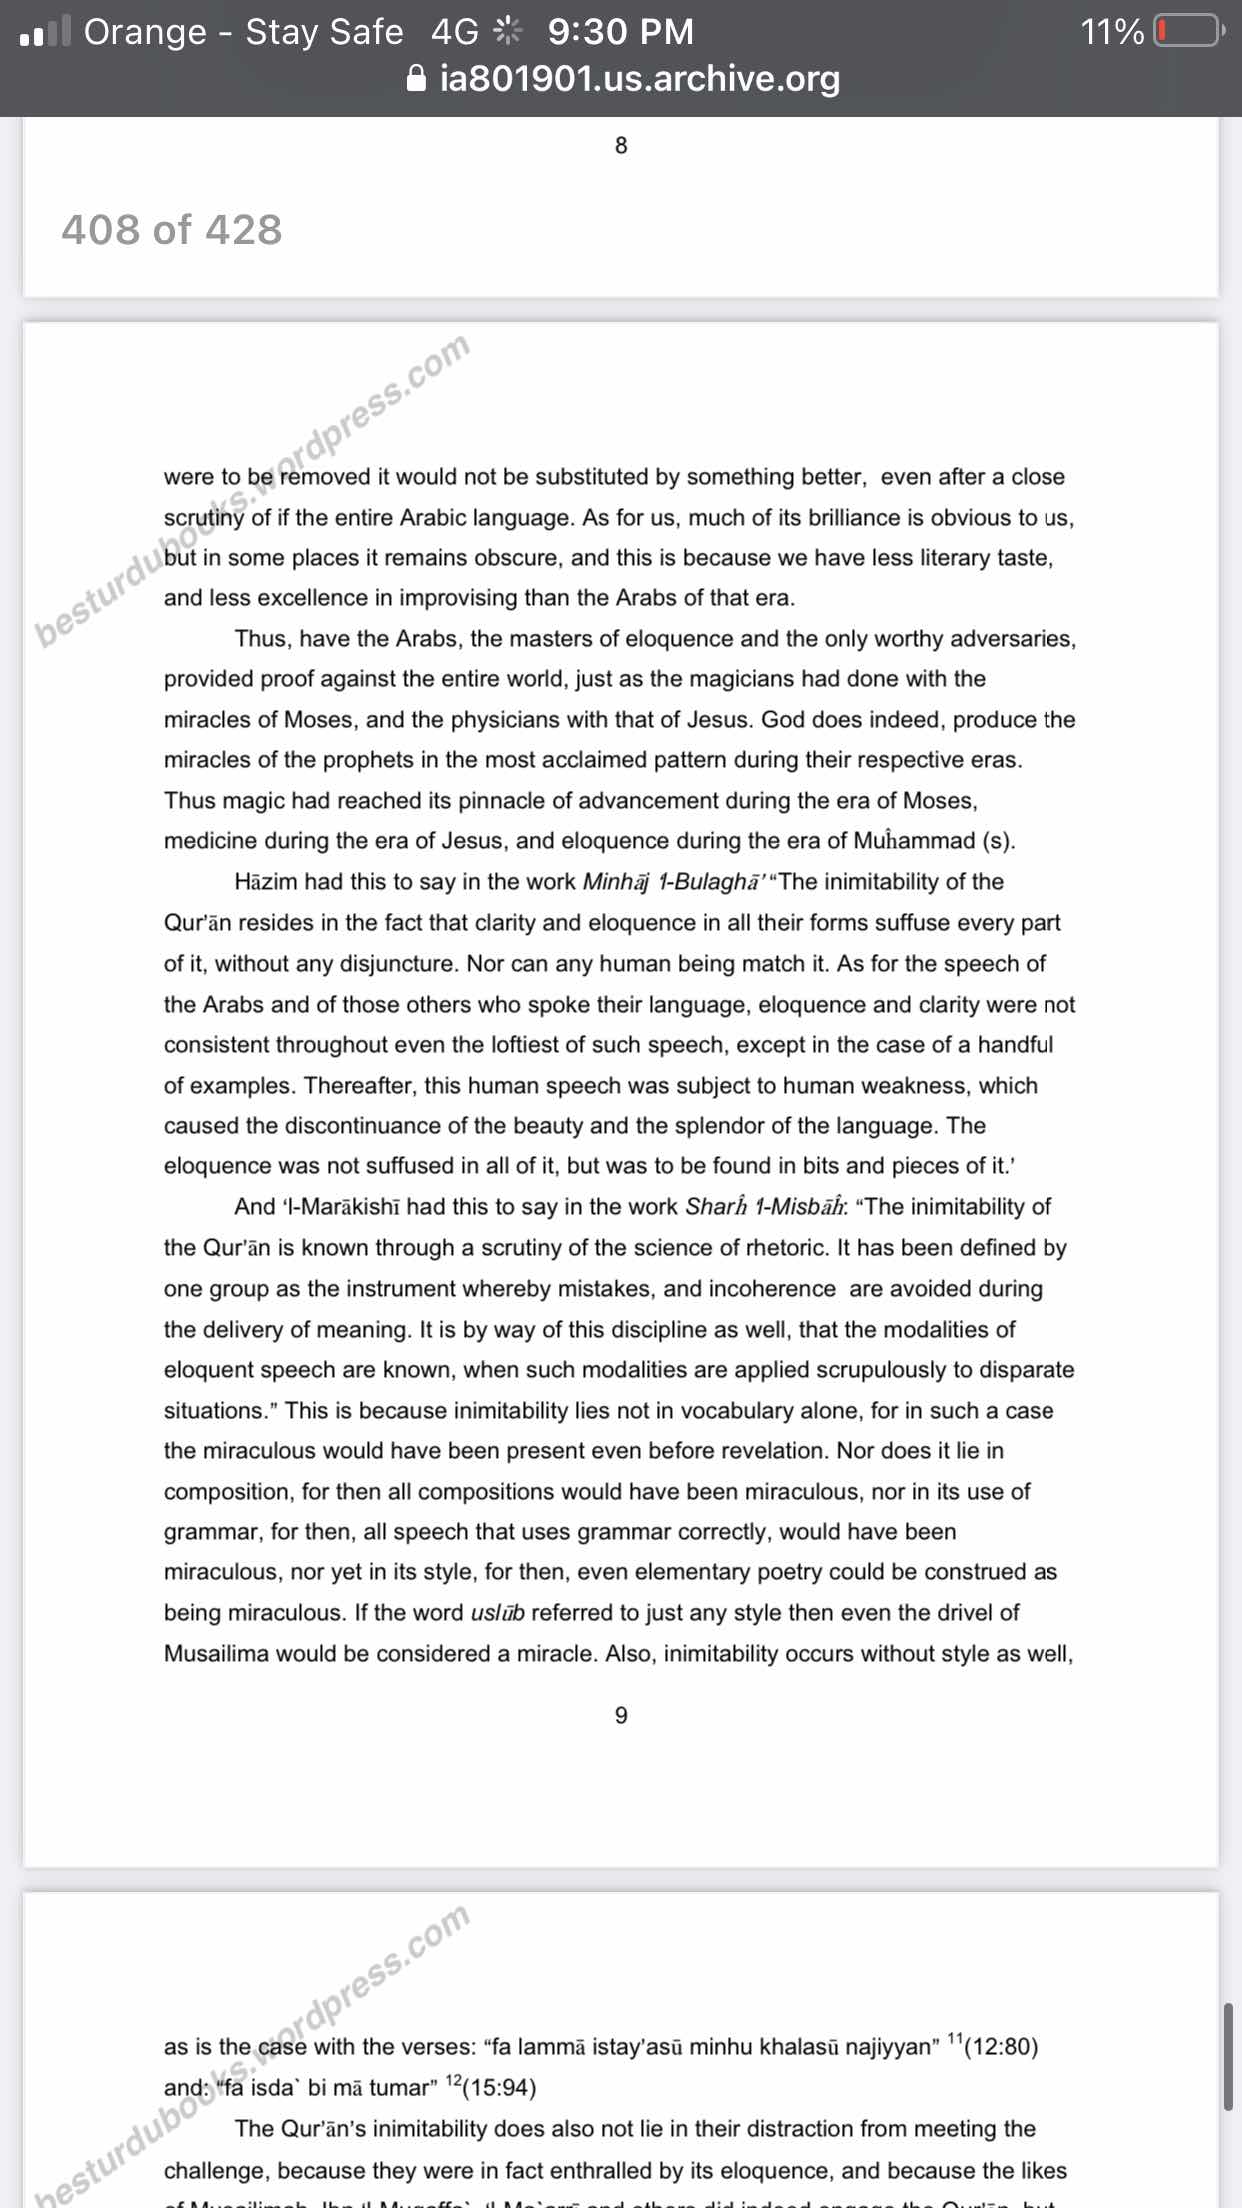 Orange - Stay Safe 4G 9:30 PM 11%
ia801901.us.archive.org
8
408 of 428
besturdubooks.wordpress.com
were to be removed it would not be substituted by something better,  even after a close
scrutiny of if the entire Arabic language. As for us, much of its brilliance is obvious to us,
but in some places it remains obscure, and this is because we have less literary taste,
and less excellence in improvising than the Arabs of that era.
Thus, have the Arabs, the masters of eloquence and the only worthy adversaries,
provided proof against the entire world, just as the magicians had done with the
miracles of Moses, and the physicians with that of Jesus. God does indeed, produce the
miracles of the prophets in the most acclaimed pattern during their respective eras.
Thus magic had reached its pinnacle of advancement during the era of Moses,
medicine during the era of Jesus, and eloquence during the era of Muĥammad (s).
Hāzim had this to say in the work Minhāj ‘l-Bulaghā’ “The inimitability of the
Qur’ān resides in the fact that clarity and eloquence in all their forms suffuse every part
of it, without any disjuncture. Nor can any human being match it. As for the speech of
the Arabs and of those others who spoke their language, eloquence and clarity were not
consistent throughout even the loftiest of such speech, except in the case of a handful
of examples. Thereafter, this human speech was subject to human weakness, which
caused the discontinuance of the beauty and the splendor of the language. The
eloquence was not suffused in all of it, but was to be found in bits and pieces of it.’
And ‘l-Marākishī had this to say in the work Sharĥ ‘l-Misbāĥ: “The inimitability of
the Qur’ān is known through a scrutiny of the science of rhetoric. It has been defined by
one group as the instrument whereby mistakes, and incoherence  are avoided during
the delivery of meaning. It is by way of this discipline as well, that the modalities of
eloquent speech are known, when such modalities are applied scrupulously to disparate
situations.” This is because inimitability lies not in vocabulary alone, for in such a case
the miraculous would have been present even before revelation. Nor does it lie in
composition, for then all compositions would have been miraculous, nor in its use of
grammar, for then, all speech that uses grammar correctly, would have been
miraculous, nor yet in its style, for then, even elementary poetry could be construed as
being miraculous. If the word uslūb referred to just any style then even the drivel of
Musailima would be considered a miracle. Also, inimitability occurs without style as well,
9
besturdubooks.wordpress.com
as is the case with the verses: “fa lammā istay’asū minhu khalasū najiyyan” 11(12:80)
and: “fa isda` bi mā tumar” 12(15:94)
The Qur’ān’s inimitability does also not lie in their distraction from meeting the
challenge, because they were in fact enthralled by its eloquence, and because the likes
of Musailimah, Ibn ‘l-Muqaffa`, ‘l-Ma`arrī and others did indeed engage the Qur’ān, but